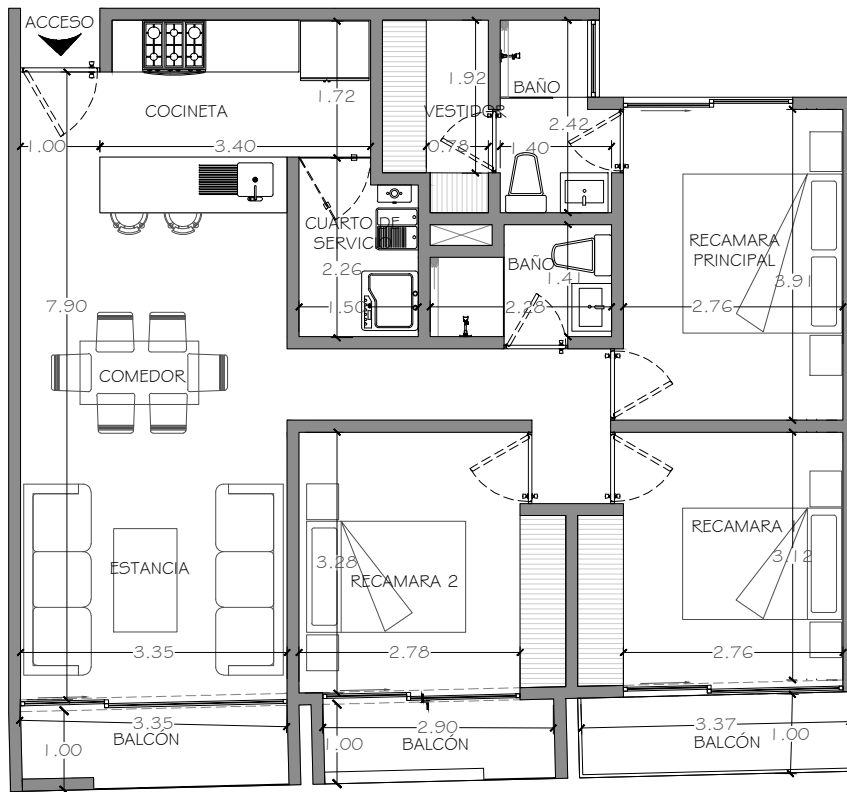 ACCESO
COCINETA
1.72
1.00
3.40
1.92
VESTIDOR
0.78
BAÑO
2.42
1.40
CUARTO DE
SERVICIO
2.26
1.50
BAÑO
1.41
2.28
RECAMARA
PRINCIPAL
3.91
2.76
7.90
COMEDOR
ESTANCIA
3.35
3.28
RECAMARA 2
2.78
RECAMARA 1
3.12
2.76
3.35
BALCÓN
1.00
2.90
BALCÓN
1.00
3.37
BALCÓN
1.00